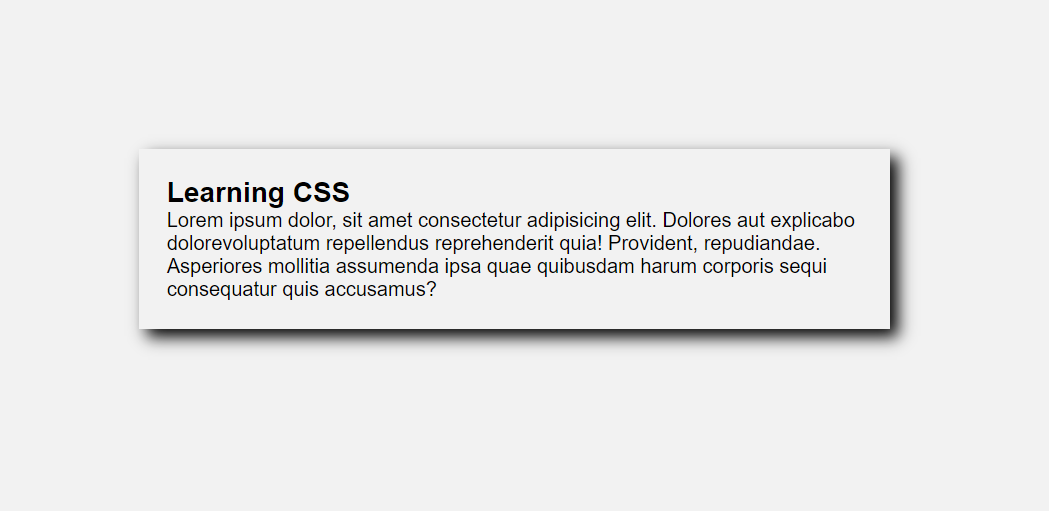 Learning CSS
Lorem ipsum dolor, sit amet consectetur adipisicing elit. Dolores aut explicabo
dolorevoluptatum repellendus reprehenderit quia! Provident, repudiandae.
Asperiores mollitia assumenda ipsa quae quibusdam harum corporis sequi
consequatur quis accusamus?